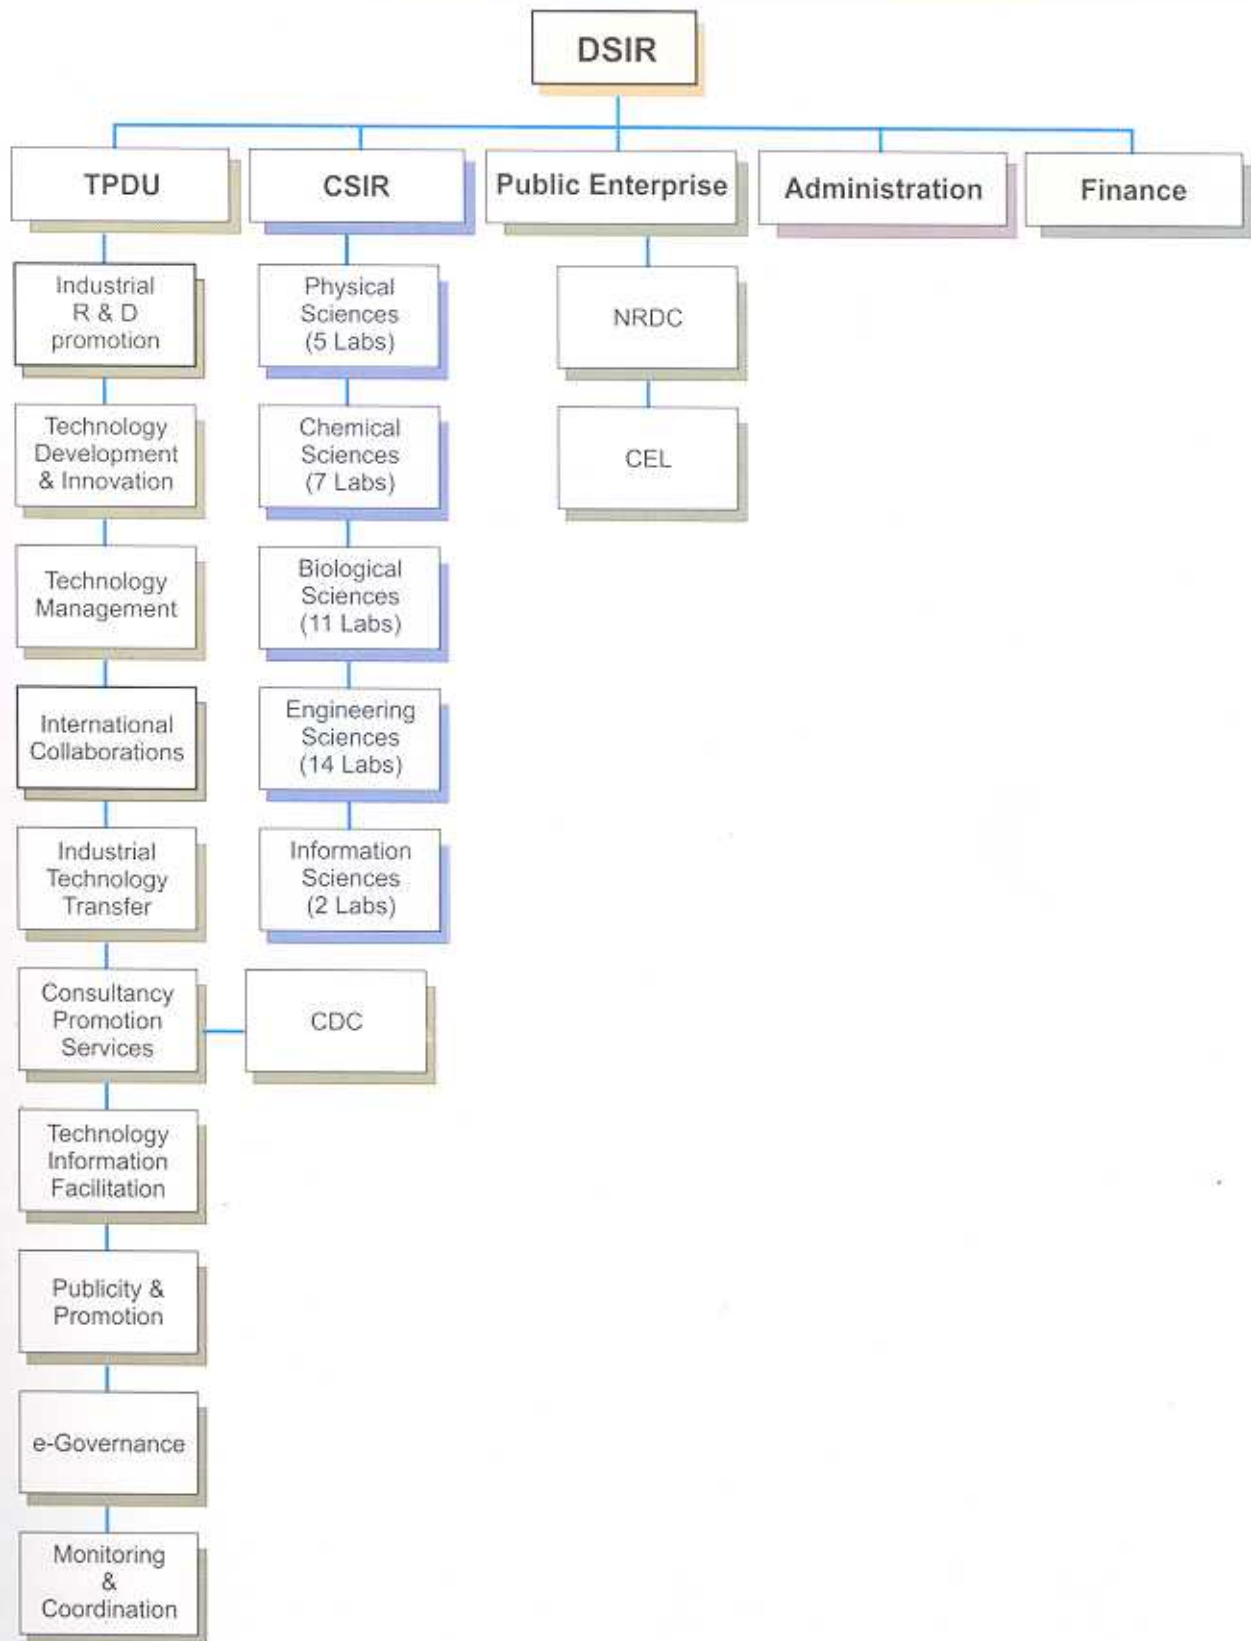 DSIR
TPDU
CSIR
Public Enterprise
Administration
Finance
Industrial
R & D
promotion
Technology
Development
& Innovation
Technology
Management
International
Collaborations
Industrial
Technology
Transfer
Consultancy
Promotion
Services
CDC
Technology
Information
Facilitation
Publicity &
Promotion
e-Governance
Monitoring
&
Coordination
Physical
Sciences
(5 Labs)
Chemical
Sciences
(7 Labs)
Biological
Sciences
(11 Labs)
Engineering
Sciences
(14 Labs)
Information
Sciences
(2 Labs)
NRDC
CEL